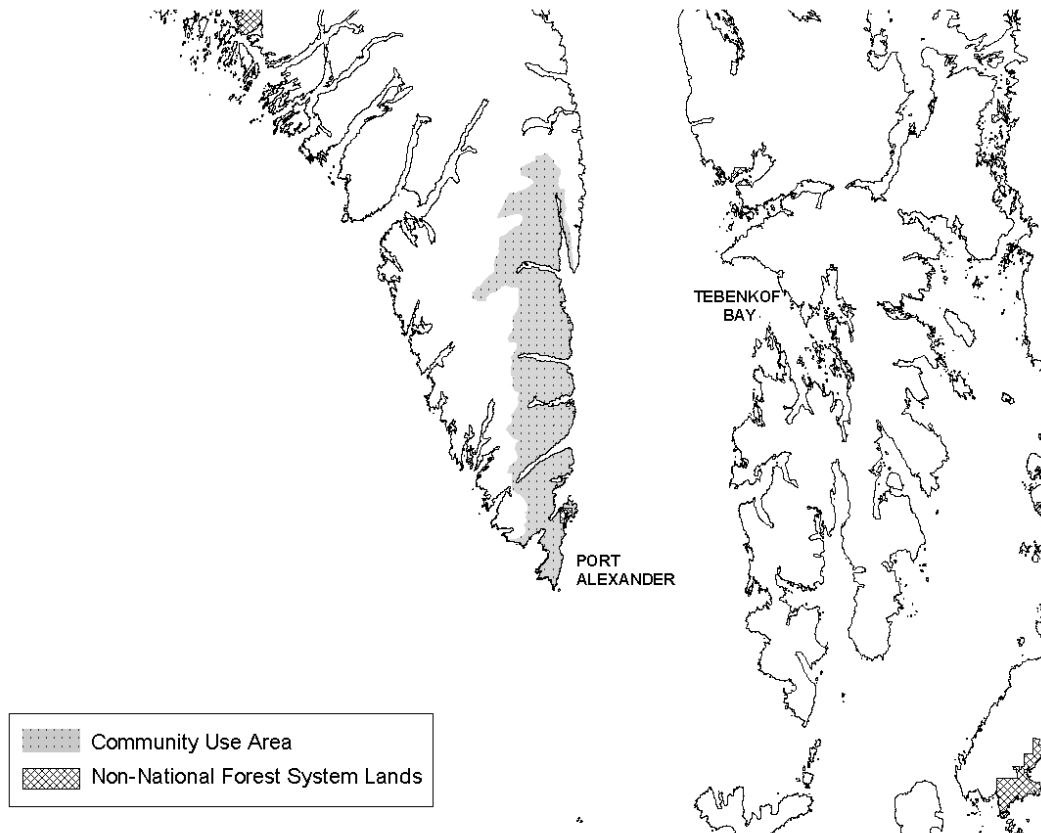 TEBENKOF
BAY
PORT
ALEXANDER
Community Use Area
Non-National Forest System Lands